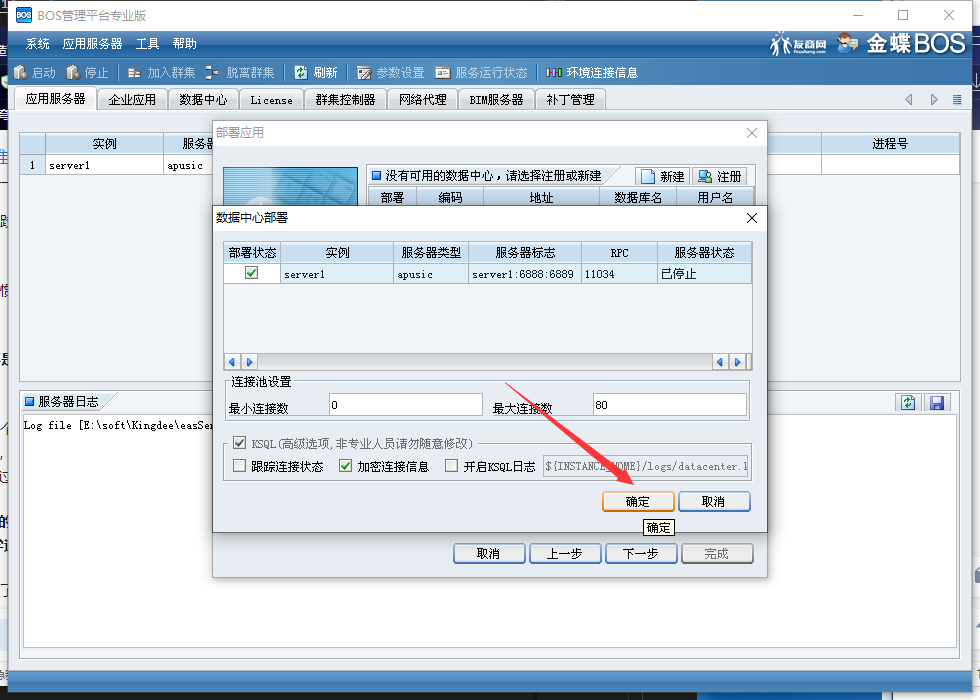 BOS管理平台专业版
系统 应用服务器 工具 帮助
友商网 Youshang.com 金蝶BOS
启动 停止 加入群集 脱离群集 刷新 参数设置 服务运行状态 环境连接信息
应用服务器 企业应用 数据中心 License 群集控制器 网络代理 BIM服务器 补丁管理
部署应用
实例 服务器 进程号
1 server1 apusic
没有可用的数据中心，请选择注册或新建 新建 注册
部署 编码 地址 数据库名 用户名
数据中心部署
部署状态 实例 服务器类型 服务器标志 RPC 服务器状态
server1 apusic server1:6888:6889 11034 已停止
连接池设置
最小连接数 0 最大连接数 80
服务器日志
Log file [E:\soft\Kingdee\easSer
KSQL(高级选项, 非专业人员请勿随意修改)
跟踪连接状态 加密连接信息 开启KSQL日志 ${INSTANCE_HOME}/logs/datacenter.l
确定 取消
确定
取消 上一步 下一步 完成